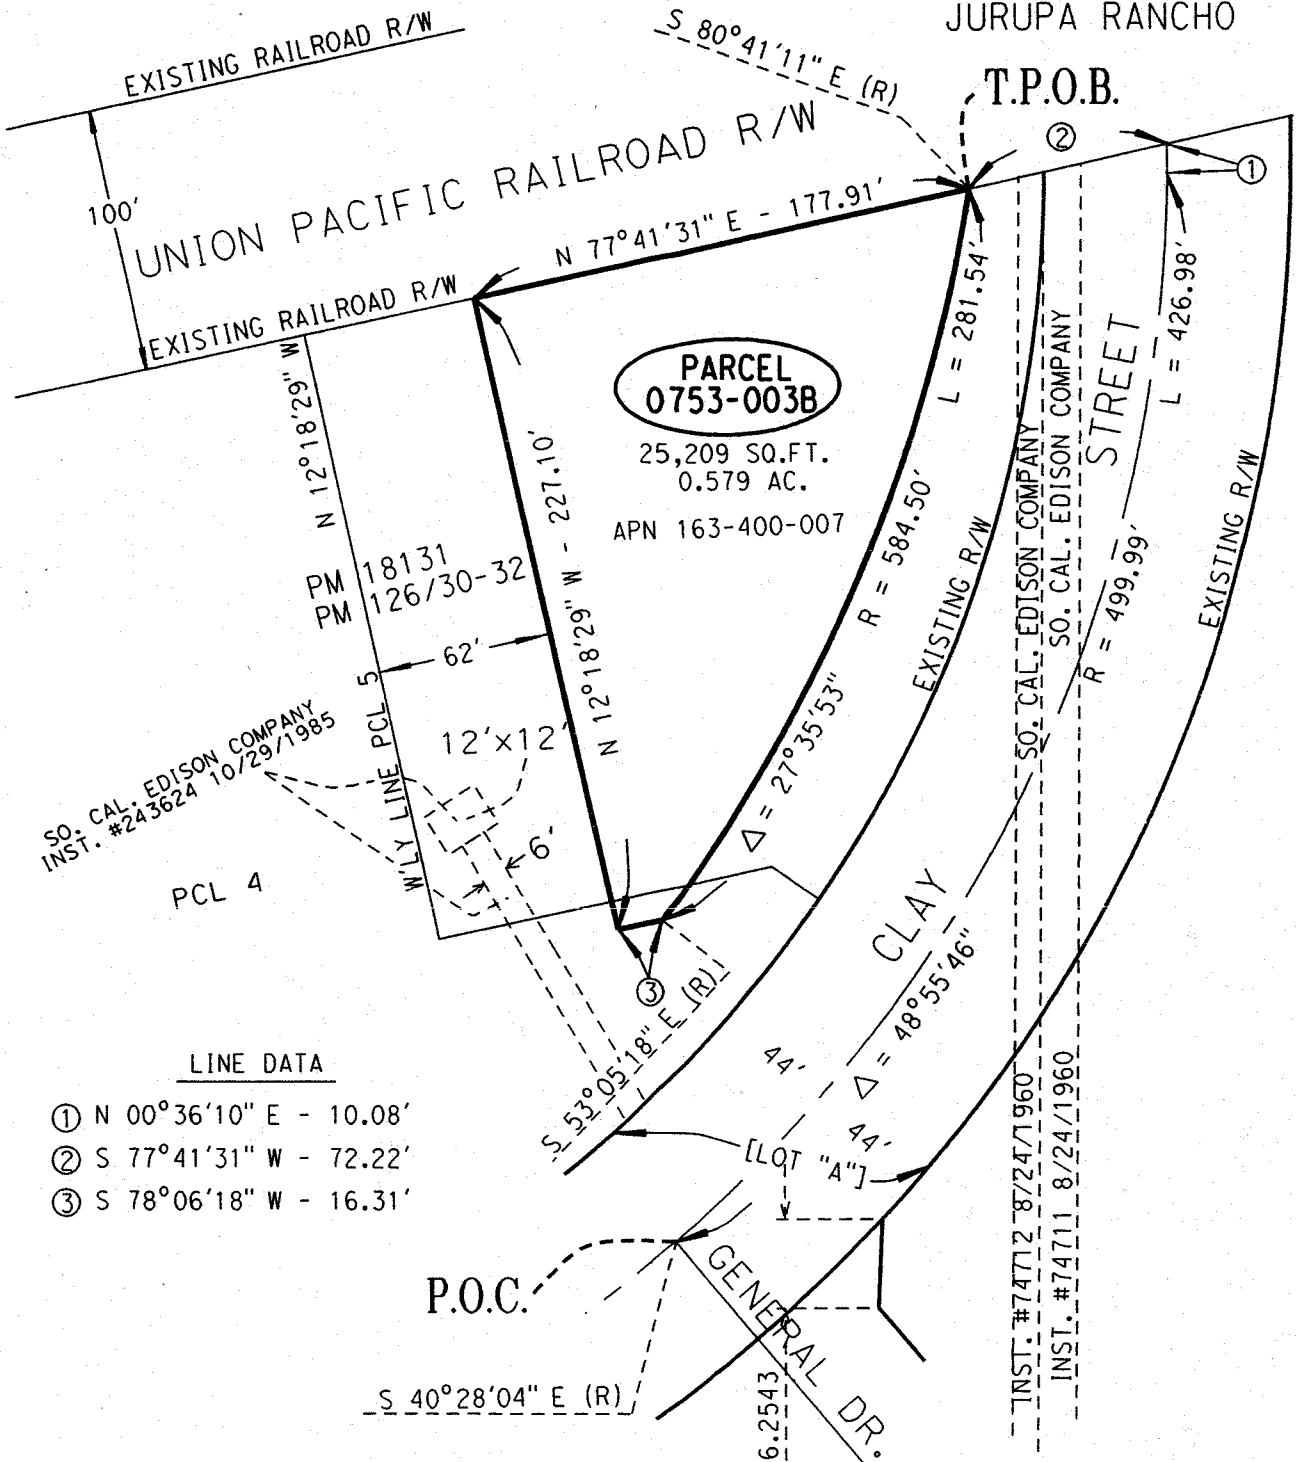 JURUPA RANCHO
EXISTING RAILROAD R/W
S 80°41'11" E (R)
T.P.O.B.
②
①
100'
UNION PACIFIC RAILROAD R/W
N 77°41'31" E - 177.91'
EXISTING RAILROAD R/W
N 12°18'29" W
L = 281.54'
L = 426.98'
PARCEL
0753-003B
25,209 SQ.FT.
0.579 AC.
APN 163-400-007
N 12°18'29" W - 227.10'
R = 584.50'
EXISTING R/W
SO. CAL. EDISON COMPANY
SO. CAL. EDISON COMPANY
STREET
R = 499.99'
EXISTING R/W
PM 18131
PM 126/30-32
62'
W'LY LINE PCL 5
12'x12'
SO. CAL. EDISON COMPANY
INST. #243624 10/29/1985
6'
Δ = 27°35'53"
PCL 4
CLAY
Δ = 48°55'46"
③
S 53°05'18" E (R)
44'
44'
[LOT "A"]
LINE DATA
① N 00°36'10" E - 10.08'
② S 77°41'31" W - 72.22'
③ S 78°06'18" W - 16.31'
INST. #74712 8/24/1960
INST. #74711 8/24/1960
P.O.C.
GENERAL DR.
S 40°28'04" E (R)
6.2543